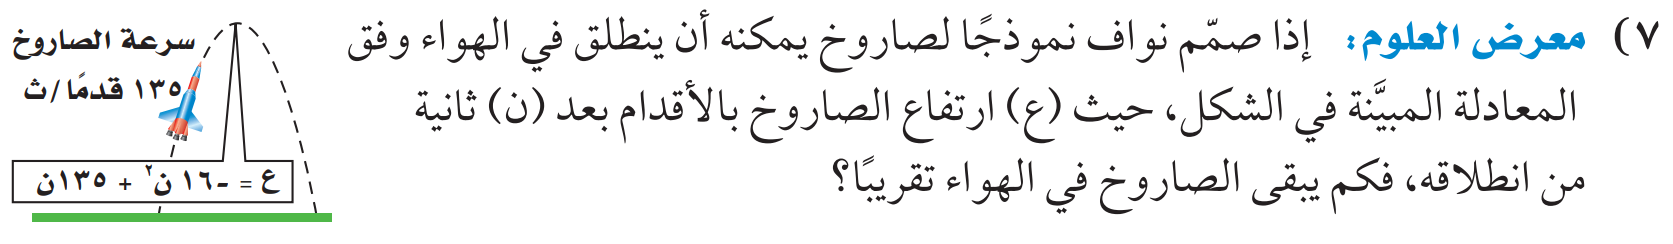 ٧) معرض العلوم: إذا صمّم نواف نموذجًا لصاروخ يمكنه أن ينطلق في الهواء وفق
المعادلة المبيَّنة في الشكل، حيث (ع) ارتفاع الصاروخ بالأقدام بعد (ن) ثانية
من انطلاقه، فكم يبقى الصاروخ في الهواء تقريبًا؟
سرعة الصاروخ
١٣٥ قدمًا/ث
ع = -١٦ ن² + ١٣٥ن